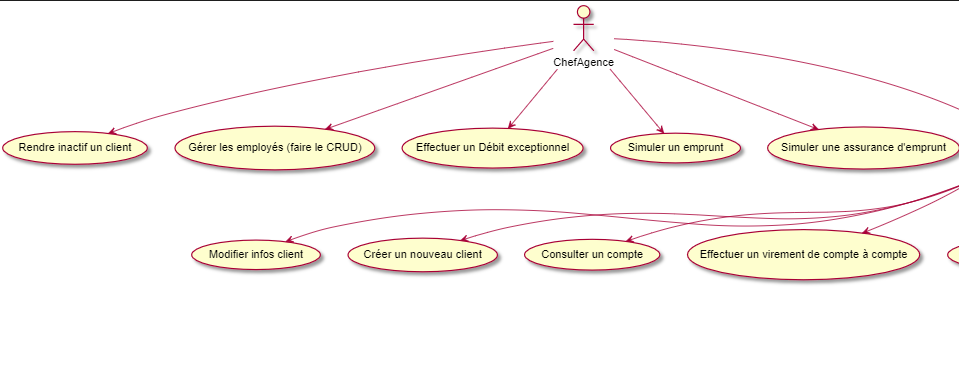 ChefAgence
Rendre inactif un client
Gérer les employés (faire le CRUD)
Effectuer un Débit exceptionnel
Simuler un emprunt
Simuler une assurance d'emprunt
Modifier infos client
Créer un nouveau client
Consulter un compte
Effectuer un virement de compte à compte